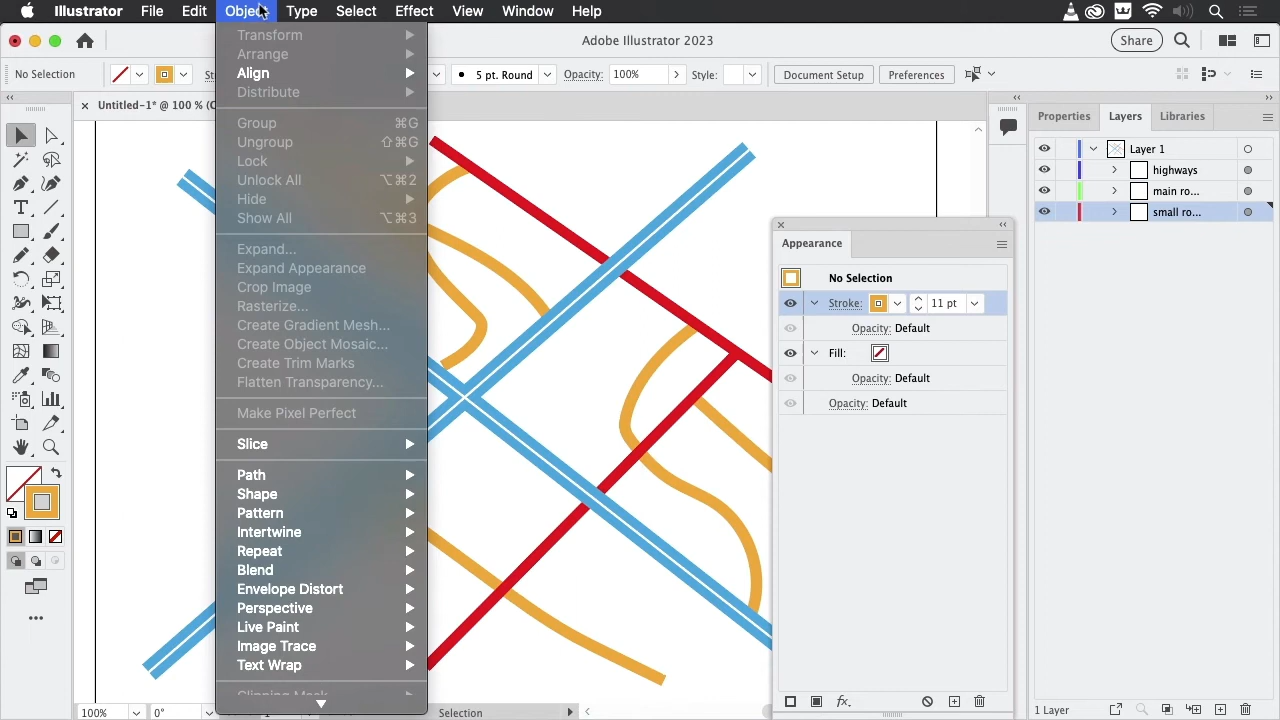 Illustrator File Edit Object Type Select Effect View Window Help
Adobe Illustrator 2023
Share
No Selection
5 pt. Round
Opacity: 100%
Style:
Document Setup
Preferences
Untitled-1* @ 100 % (C
Transform
Arrange
Align
Distribute
Group ⌘G
Ungroup ⇧⌘G
Lock
Unlock All ⌥⌘2
Hide
Show All ⌥⌘3
Expand...
Expand Appearance
Crop Image
Rasterize...
Create Gradient Mesh...
Create Object Mosaic...
Create Trim Marks
Flatten Transparency...
Make Pixel Perfect
Slice
Path
Shape
Pattern
Intertwine
Repeat
Blend
Envelope Distort
Perspective
Live Paint
Image Trace
Text Wrap
Clipping Mask
Appearance
No Selection
Stroke: 11 pt
Opacity: Default
Fill:
Opacity: Default
Opacity: Default
fx
Properties Layers Libraries
Layer 1
highways
main ro...
small ro...
100% 0° Selection
1 Layer